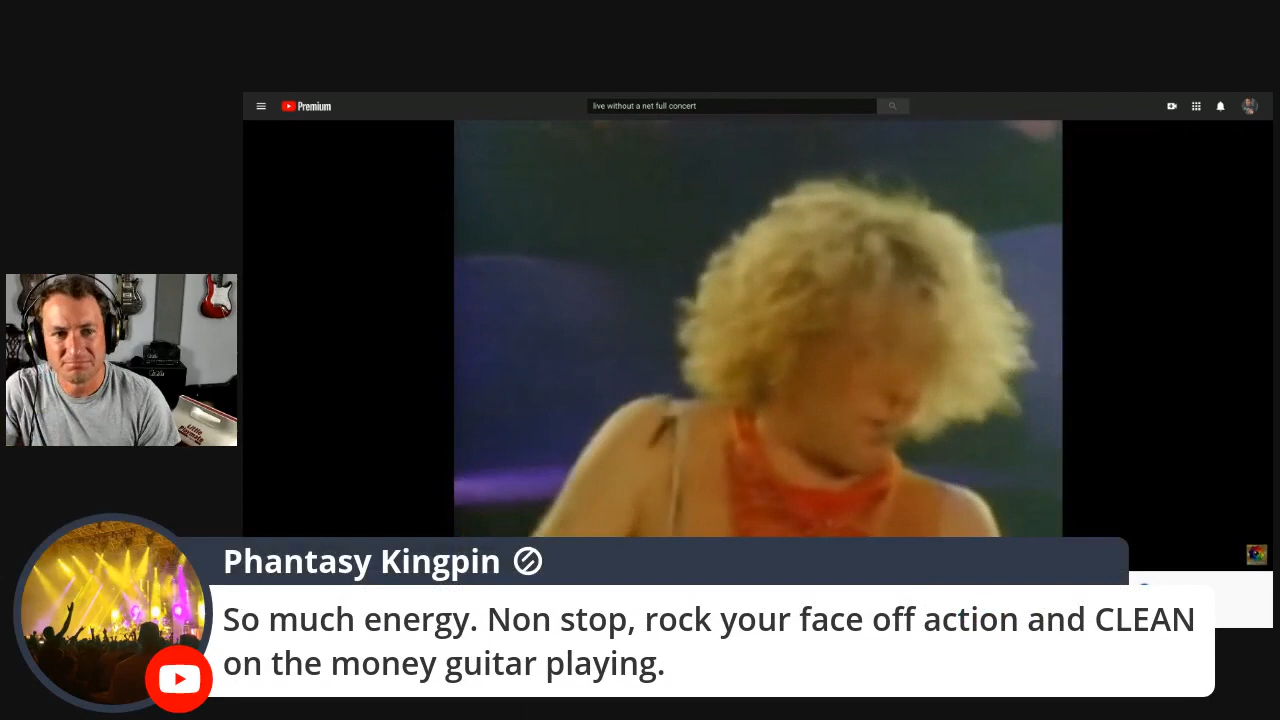 Premium
live without a net full concert
Phantasy Kingpin
So much energy. Non stop, rock your face off action and CLEAN
on the money guitar playing.